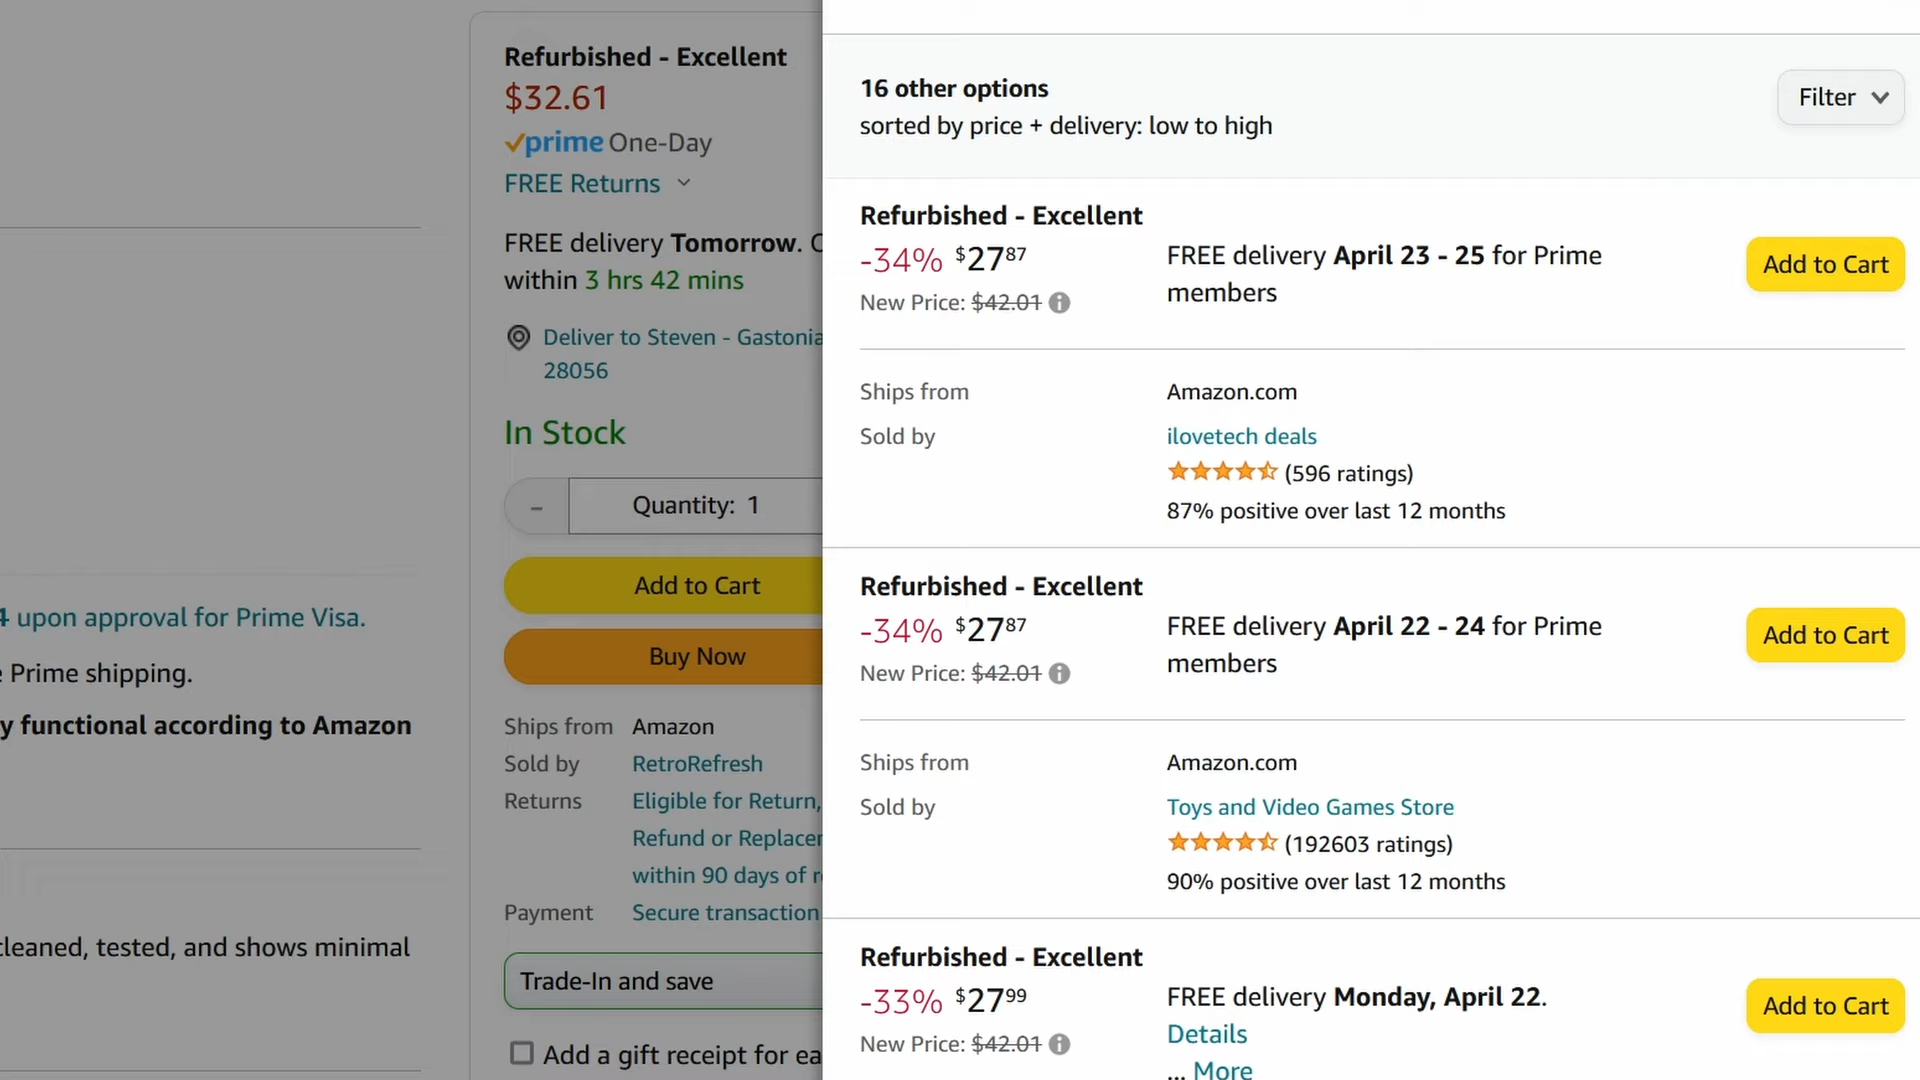 Refurbished - Excellent
$32.61
prime One-Day
FREE Returns
FREE delivery Tomorrow.
within 3 hrs 42 mins
Deliver to Steven - Gastonia
28056
In Stock
- Quantity: 1
Add to Cart
upon approval for Prime Visa.
Buy Now
Prime shipping.
y functional according to Amazon
Ships from Amazon
Sold by RetroRefresh
Returns Eligible for Return,
Refund or Replacem
within 90 days of r
Payment Secure transaction
cleaned, tested, and shows minimal
Trade-In and save
Add a gift receipt for ea
16 other options
sorted by price + delivery: low to high
Filter
Refurbished - Excellent
-34% $27 87
New Price: $42.01
FREE delivery April 23 - 25 for Prime
members
Add to Cart
Ships from Amazon.com
Sold by ilovetech deals
(596 ratings)
87% positive over last 12 months
Refurbished - Excellent
-34% $27 87
New Price: $42.01
FREE delivery April 22 - 24 for Prime
members
Add to Cart
Ships from Amazon.com
Sold by Toys and Video Games Store
(192603 ratings)
90% positive over last 12 months
Refurbished - Excellent
-33% $27 99
New Price: $42.01
FREE delivery Monday, April 22.
Details
... More
Add to Cart